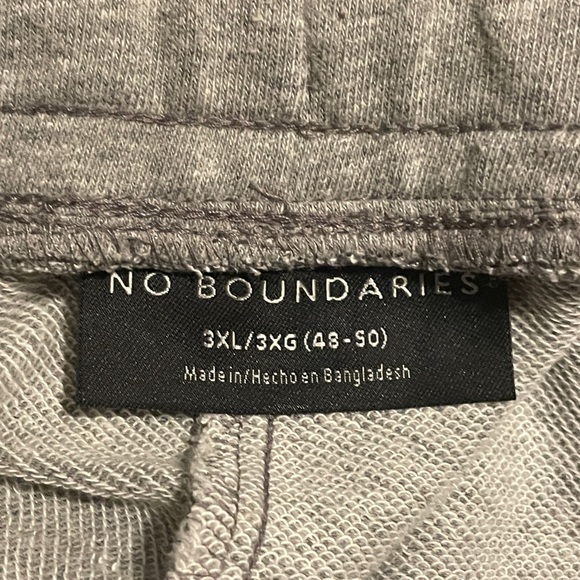 NO BOUNDARIES
3XL/3XG (48-50)
Made in/Hecho en Bangladesh